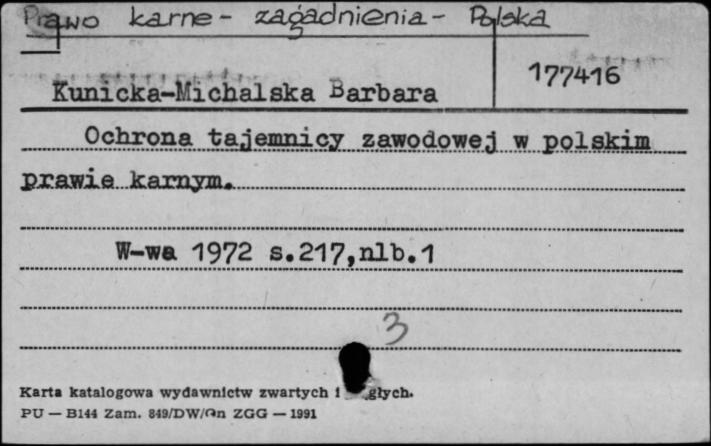 Prawo karne - zagadnienia - Polska
177416
Kunicka-Michalska Barbara
Ochrona tajemnicy zawodowej w polskim
prawie karnym.
W-wa 1972 s.217,nlb.1
3
Karta katalogowa wydawnictw zwartych i głych.
PU — B144 Zam. 849/DW/On ZGG — 1991